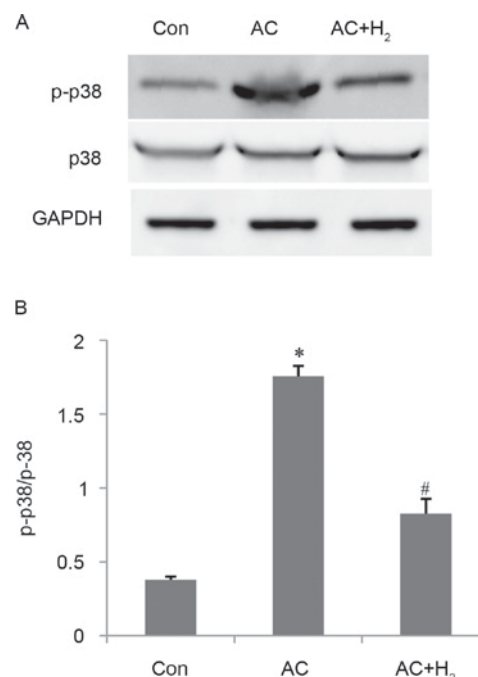 A
Con AC AC+H₂
p-p38
p38
GAPDH
B
p-p38/p-38
2
*
1.5
1
#
0.5
0
Con AC AC+H₂